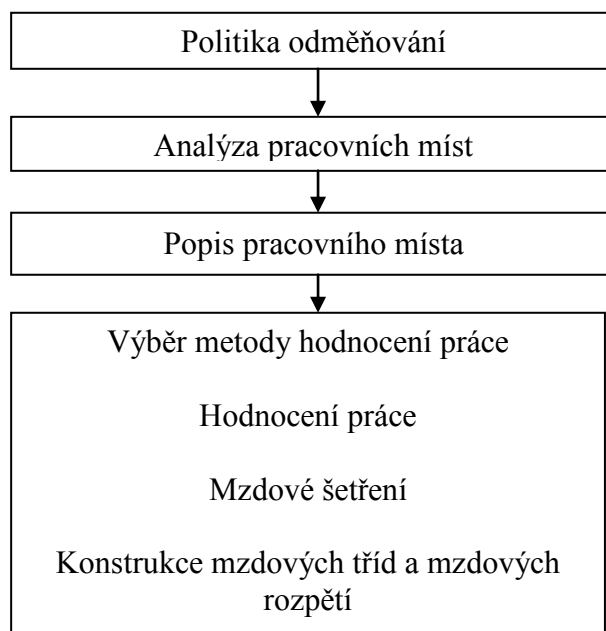 Politika odměňování
Analýza pracovních míst
Popis pracovního místa
Výběr metody hodnocení práce
Hodnocení práce
Mzdové šetření
Konstrukce mzdových tříd a mzdových
rozpětí